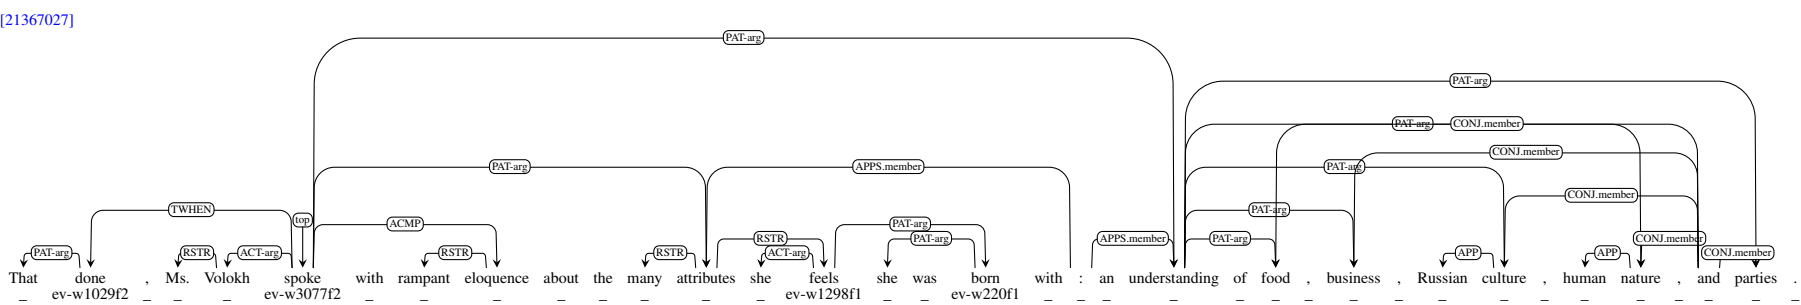 [21367027]
PAT-arg
PAT-arg
PAT-arg CONJ.member
CONJ.member
PAT-arg APPS.member PAT-arg
CONJ.member
TWHEN PAT-arg
top ACMP PAT-arg
RSTR PAT-arg APPS.member PAT-arg CONJ.member
PAT-arg RSTR ACT-arg RSTR RSTR ACT-arg APP APP CONJ.member
That done , Ms. Volokh spoke with rampant eloquence about the many attributes she feels she was born with : an understanding of food , business , Russian culture , human nature , and parties .
_ ev-w1029f2 _ _ _ ev-w3077f2 _ _ _ _ _ _ _ _ ev-w1298f1 _ _ ev-w220f1 _ _ _ _ _ _ _ _ _ _ _ _ _ _ _ _ _ _